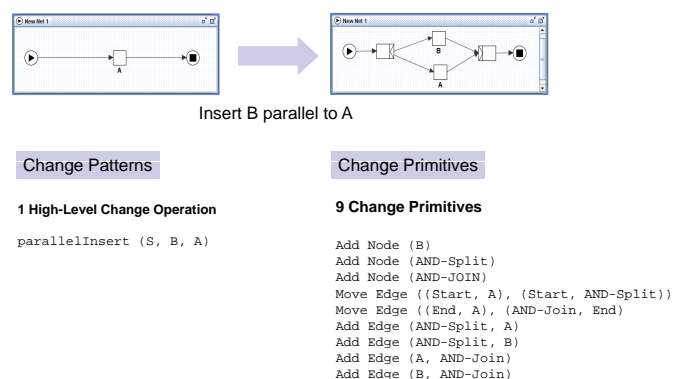 New Net 1
New Net 1
A
B
A
Insert B parallel to A
Change Patterns
Change Primitives
1 High-Level Change Operation
9 Change Primitives
parallelInsert (S, B, A)
Add Node (B)
Add Node (AND-Split)
Add Node (AND-JOIN)
Move Edge ((Start, A), (Start, AND-Split))
Move Edge ((End, A), (AND-Join, End)
Add Edge (AND-Split, A)
Add Edge (AND-Split, B)
Add Edge (A, AND-Join)
Add Edge (B, AND-Join)